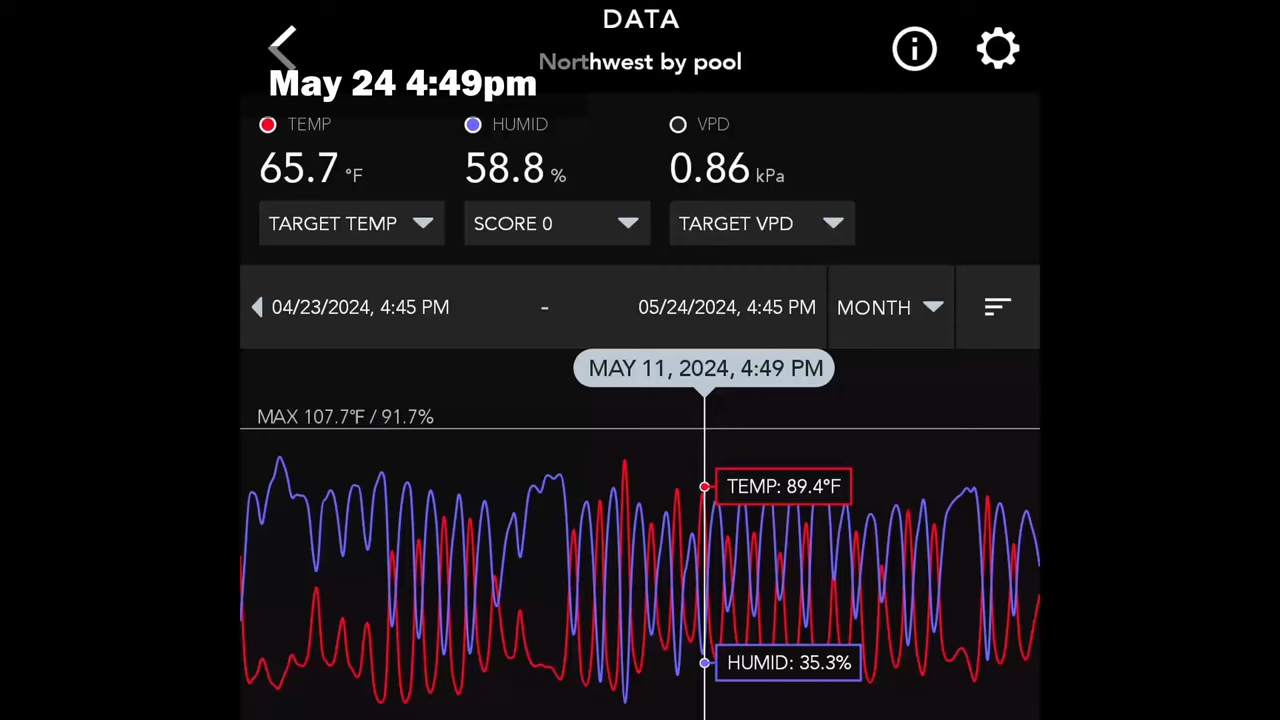 DATA
Northwest by pool
May 24 4:49pm
TEMP HUMID VPD
65.7 °F 58.8 % 0.86 kPa
TARGET TEMP SCORE 0 TARGET VPD
04/23/2024, 4:45 PM - 05/24/2024, 4:45 PM MONTH
MAY 11, 2024, 4:49 PM
MAX 107.7°F / 91.7%
TEMP: 89.4°F
HUMID: 35.3%